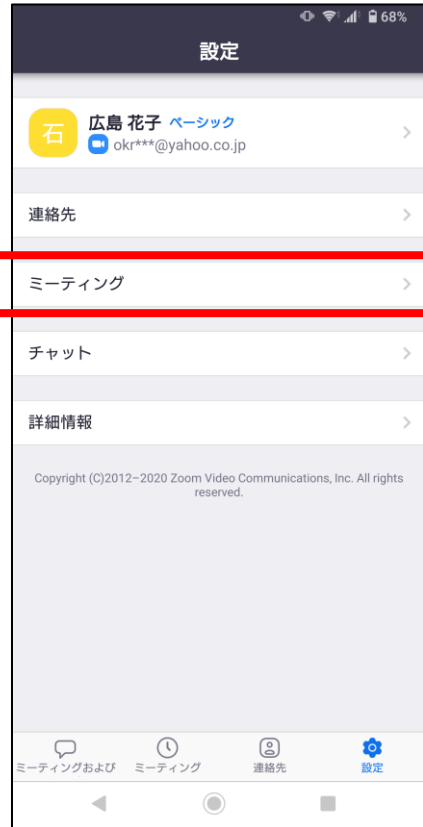 68%
設定
石
広島 花子 ベーシック
okr***@yahoo.co.jp
連絡先
ミーティング
チャット
詳細情報
Copyright (C)2012–2020 Zoom Video Communications, Inc. All rights
reserved.
ミーティングおよび ミーティング 連絡先 設定